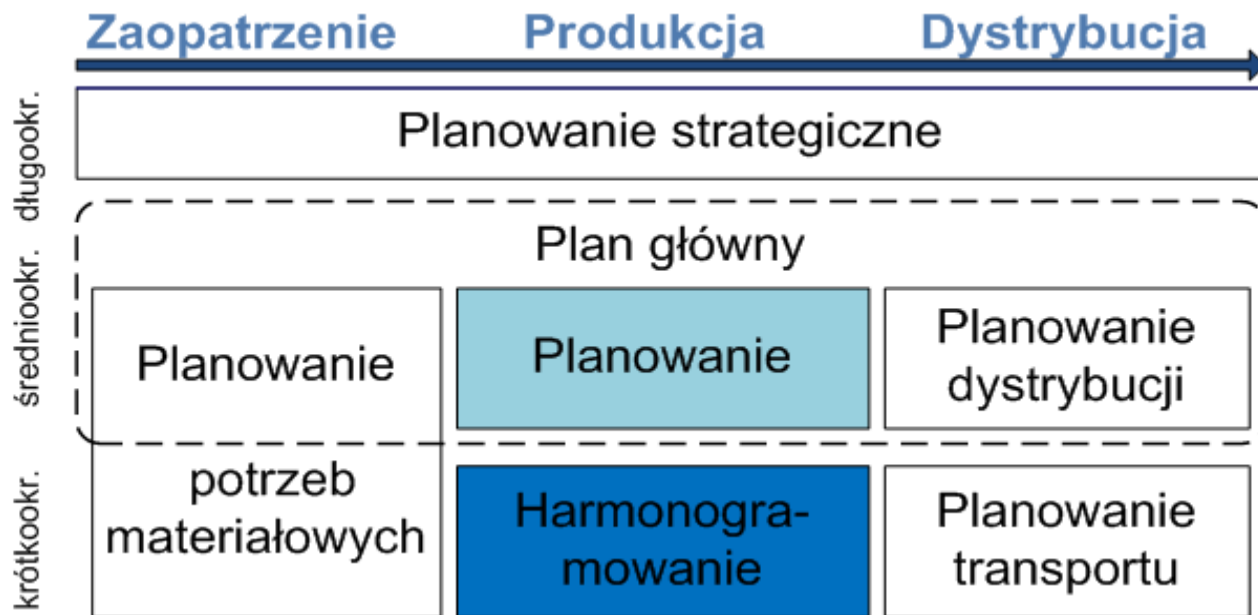 Zaopatrzenie Produkcja Dystrybucja
długookr.
Planowanie strategiczne
średniookr.
Plan główny
Planowanie
Planowanie
Planowanie
dystrybucji
krótkookr.
potrzeb
materiałowych
Harmonogra-
mowanie
Planowanie
transportu